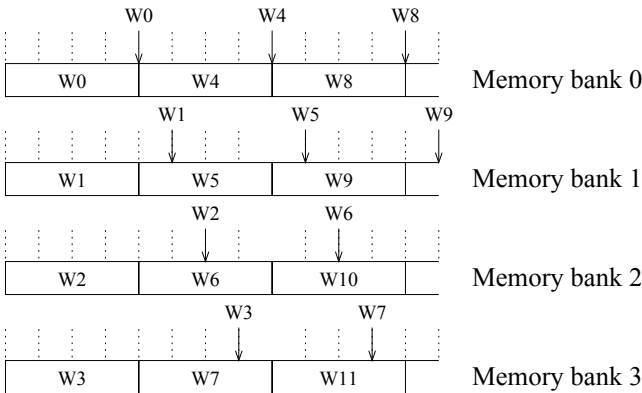 W0 W4 W8
W0 W4 W8 Memory bank 0
W1 W5 W9
W1 W5 W9 Memory bank 1
W2 W6
W2 W6 W10 Memory bank 2
W3 W7
W3 W7 W11 Memory bank 3